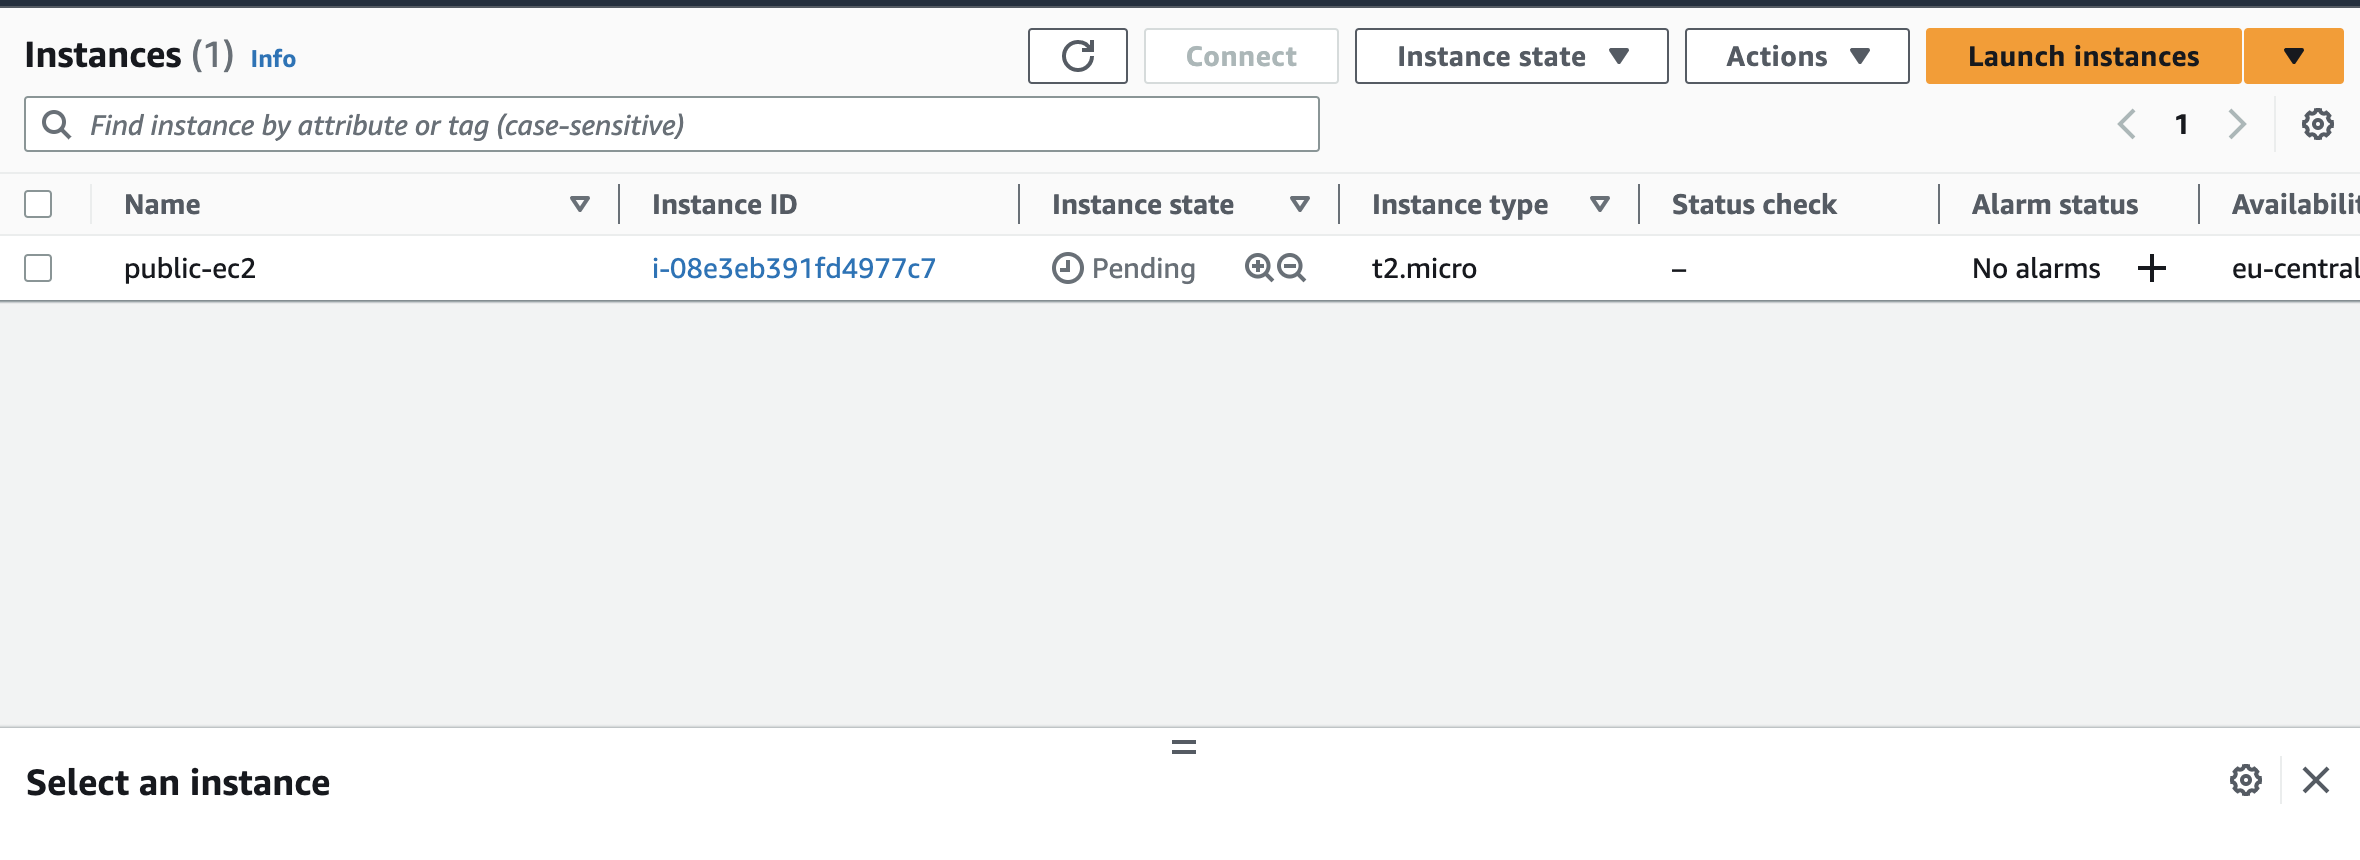 Instances (1) Info
Connect
Instance state
Actions
Launch instances
Find instance by attribute or tag (case-sensitive)
1
Name Instance ID Instance state Instance type Status check Alarm status Availabilit
public-ec2 i-08e3eb391fd4977c7 Pending t2.micro – No alarms eu-central
Select an instance